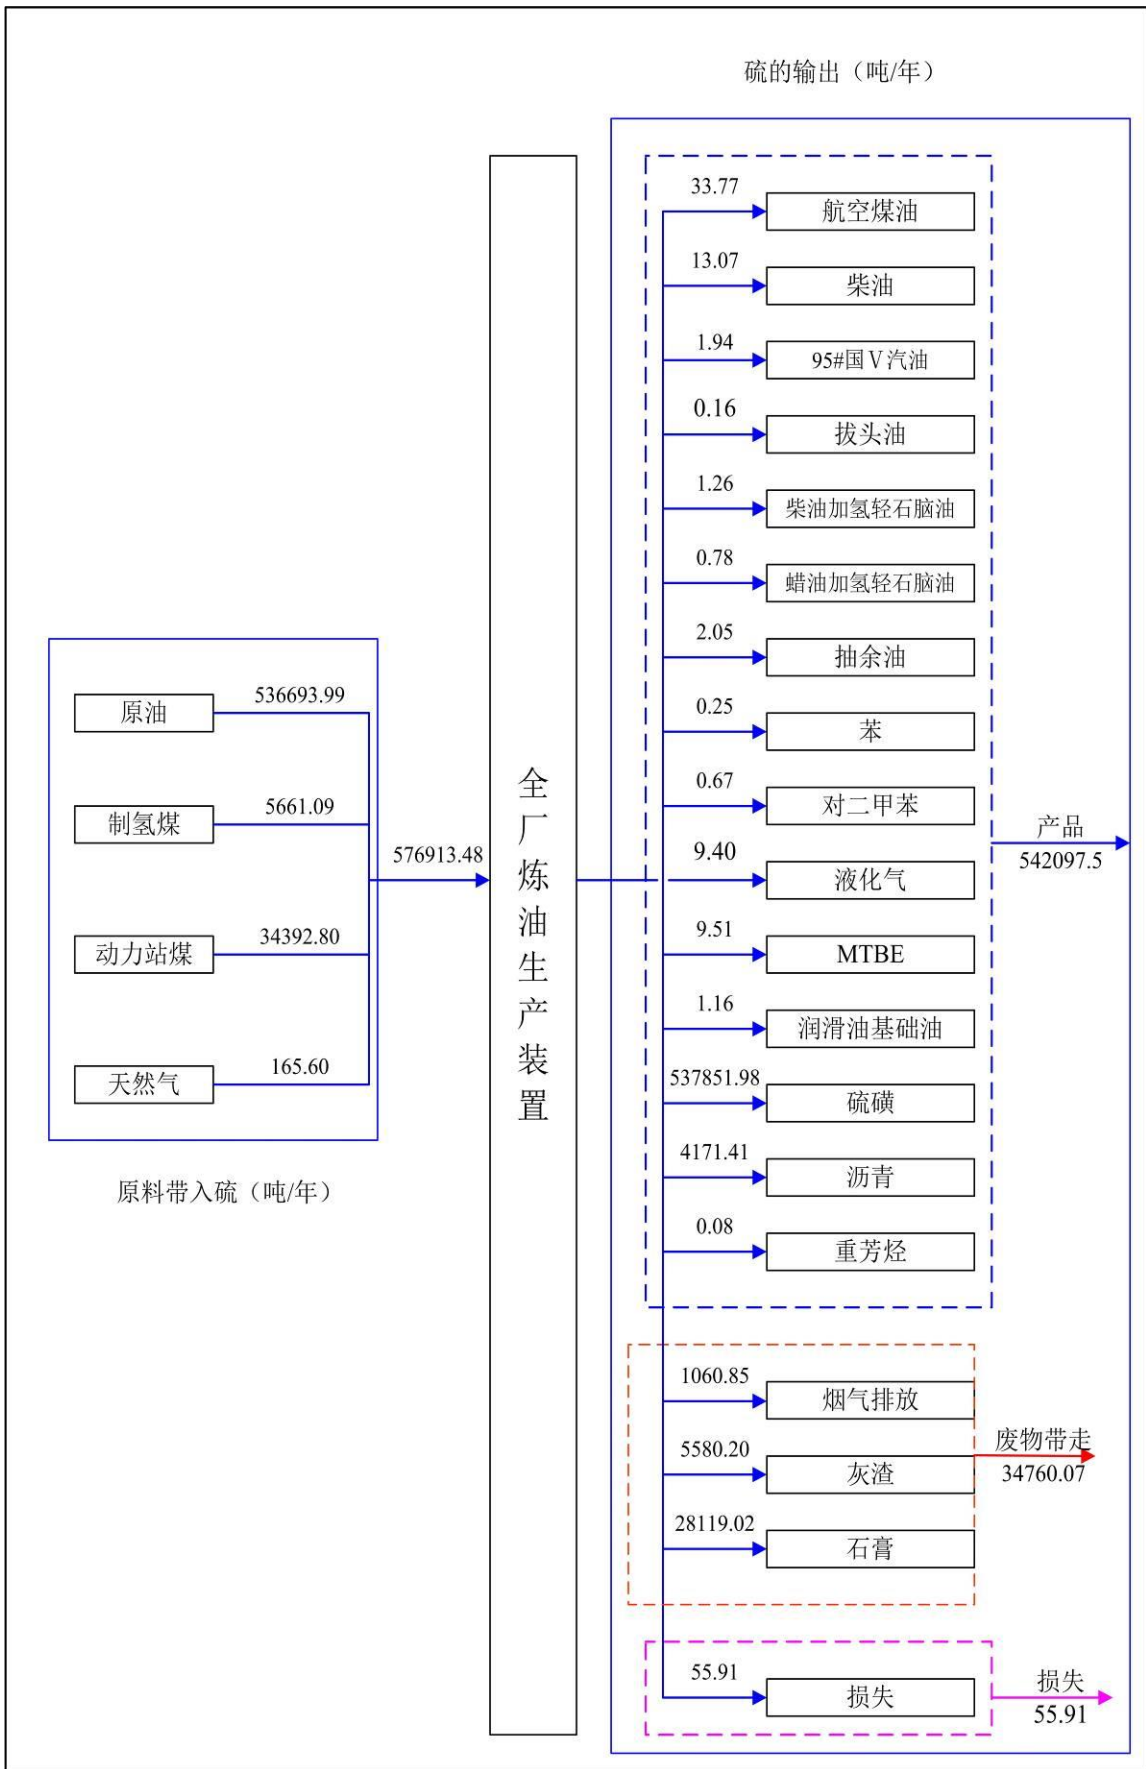 硫的输出（吨/年）
33.77
航空煤油
13.07
柴油
1.94
95#国Ⅴ汽油
0.16
拔头油
1.26
柴油加氢轻石脑油
0.78
蜡油加氢轻石脑油
2.05
抽余油
0.25
苯
0.67
对二甲苯
9.40
液化气
9.51
MTBE
1.16
润滑油基础油
537851.98
硫磺
4171.41
沥青
0.08
重芳烃
产品
542097.5
1060.85
烟气排放
5580.20
灰渣
28119.02
石膏
废物带走
34760.07
55.91
损失
损失
55.91
全厂炼油生产装置
576913.48
原油
536693.99
制氢煤
5661.09
动力站煤
34392.80
天然气
165.60
原料带入硫（吨/年）